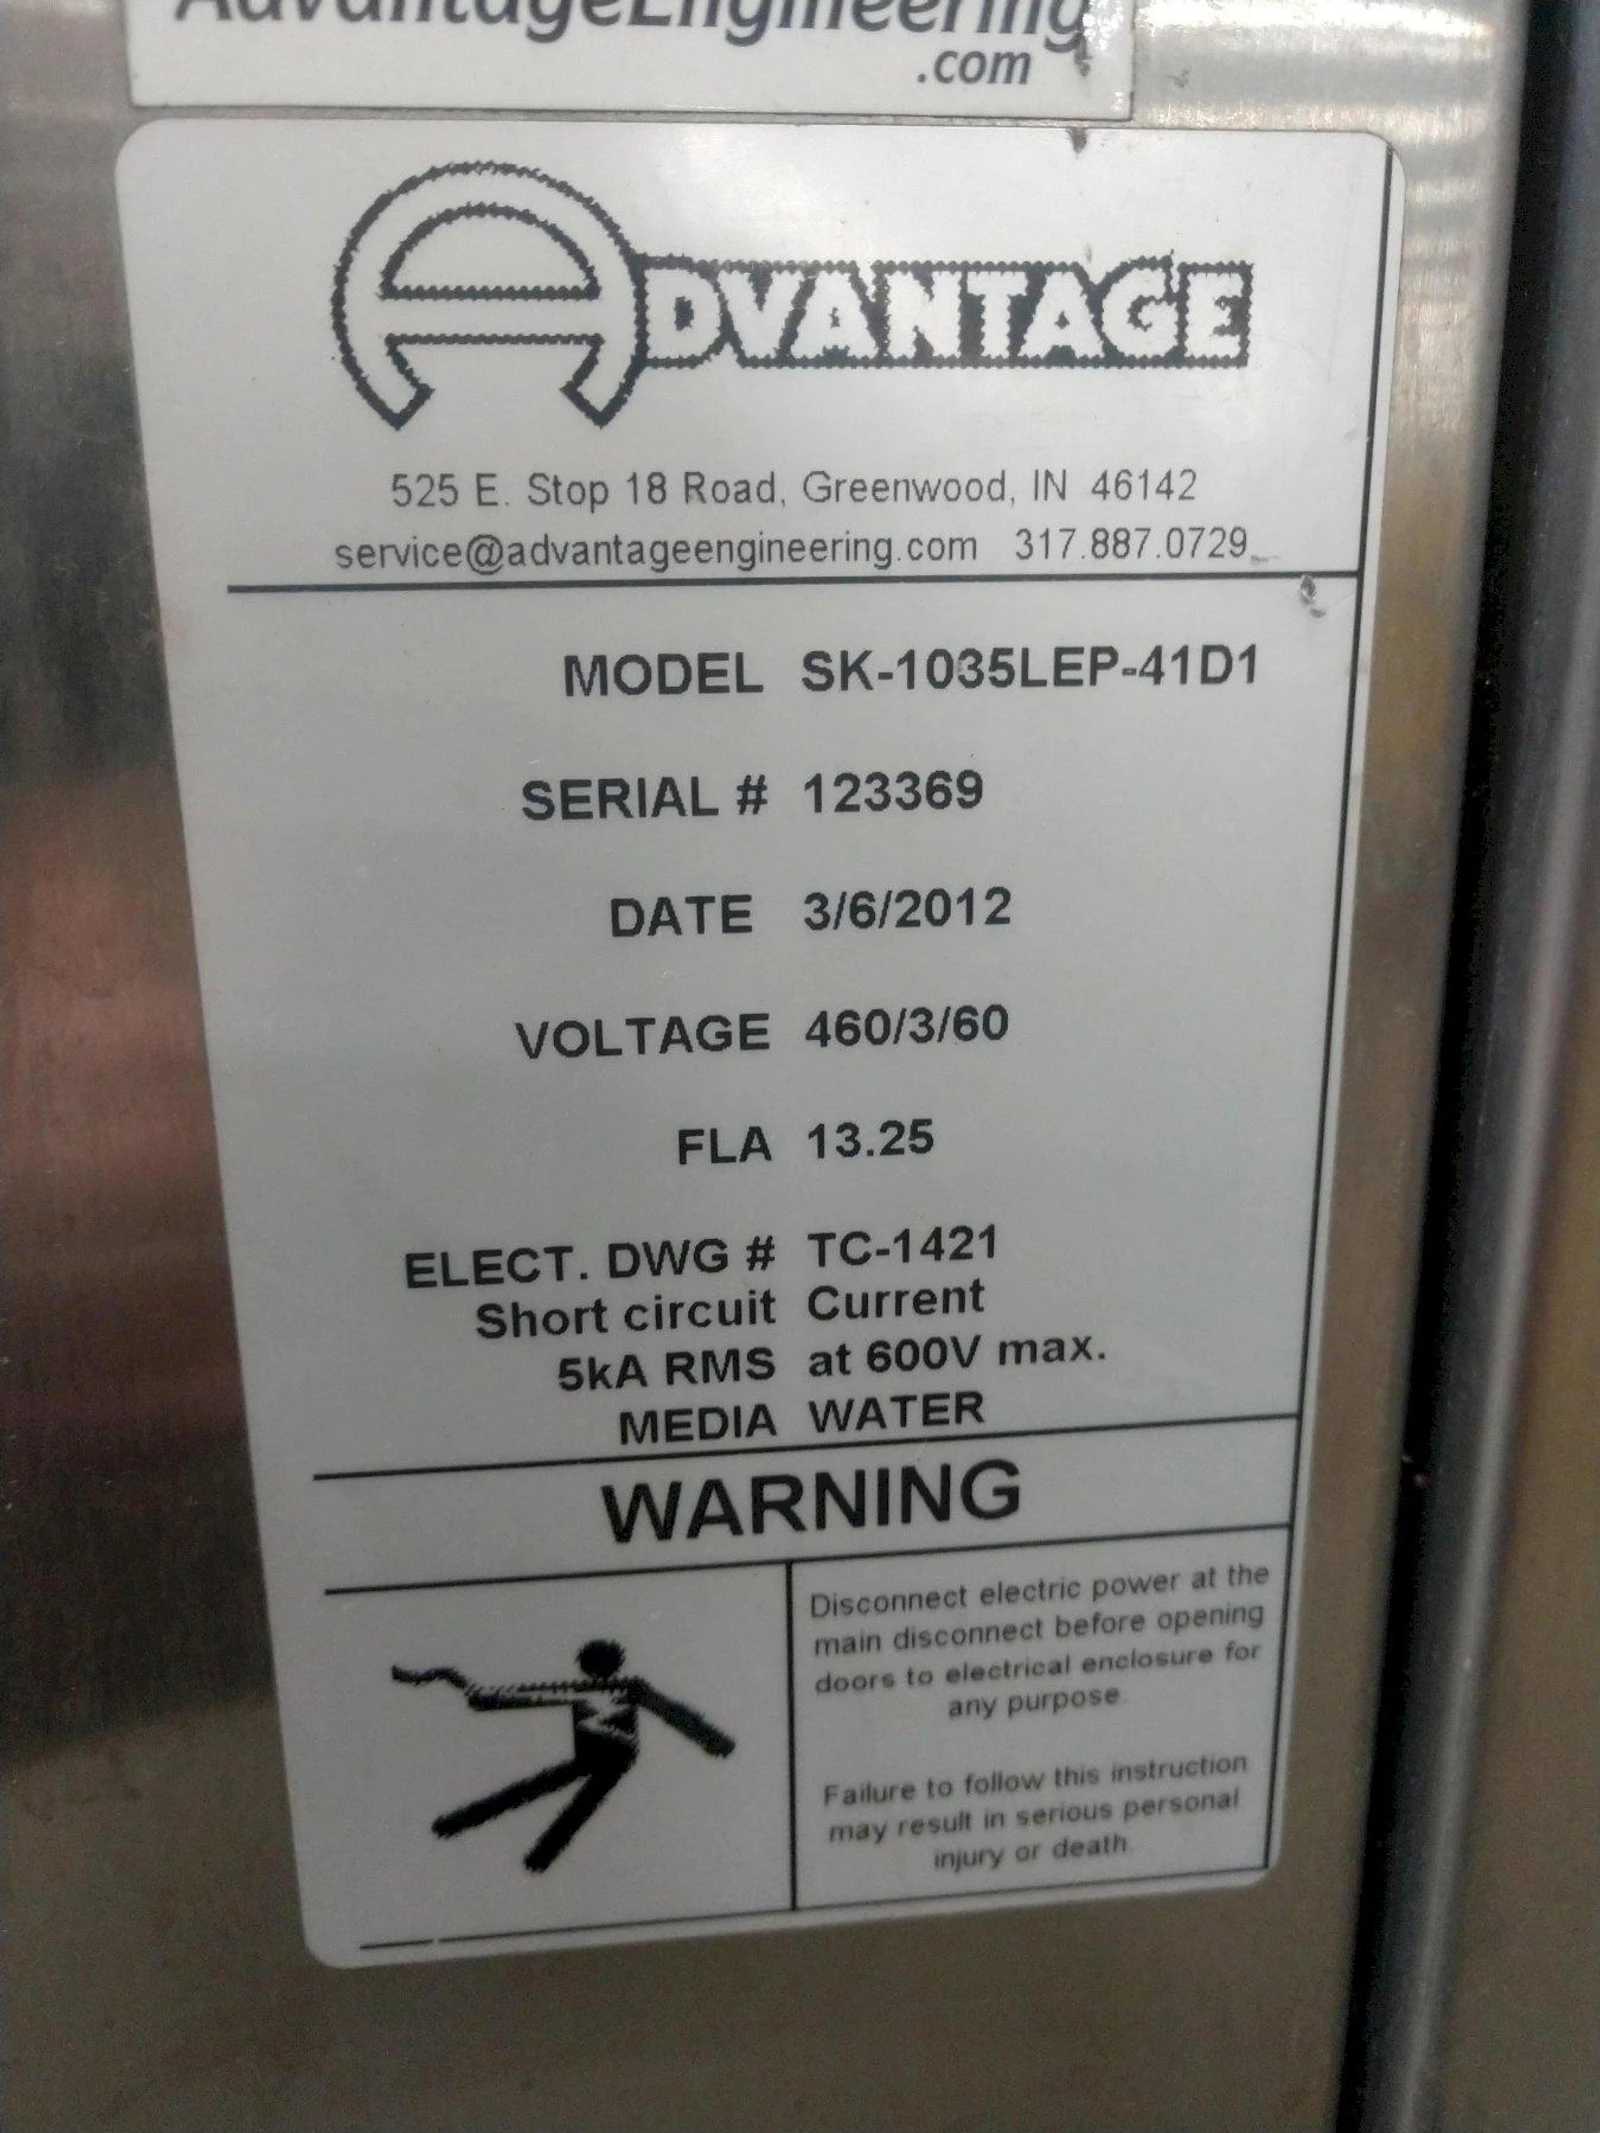 AdvantageEngineering
.com
ADVANTAGE
525 E. Stop 18 Road, Greenwood, IN 46142
service@advantageengineering.com 317.887.0729
MODEL SK-1035LEP-41D1
SERIAL # 123369
DATE 3/6/2012
VOLTAGE 460/3/60
FLA 13.25
ELECT. DWG # TC-1421
Short circuit Current
5kA RMS at 600V max.
MEDIA WATER
WARNING
Disconnect electric power at the
main disconnect before opening
doors to electrical enclosure for
any purpose.
Failure to follow this instruction
may result in serious personal
injury or death.